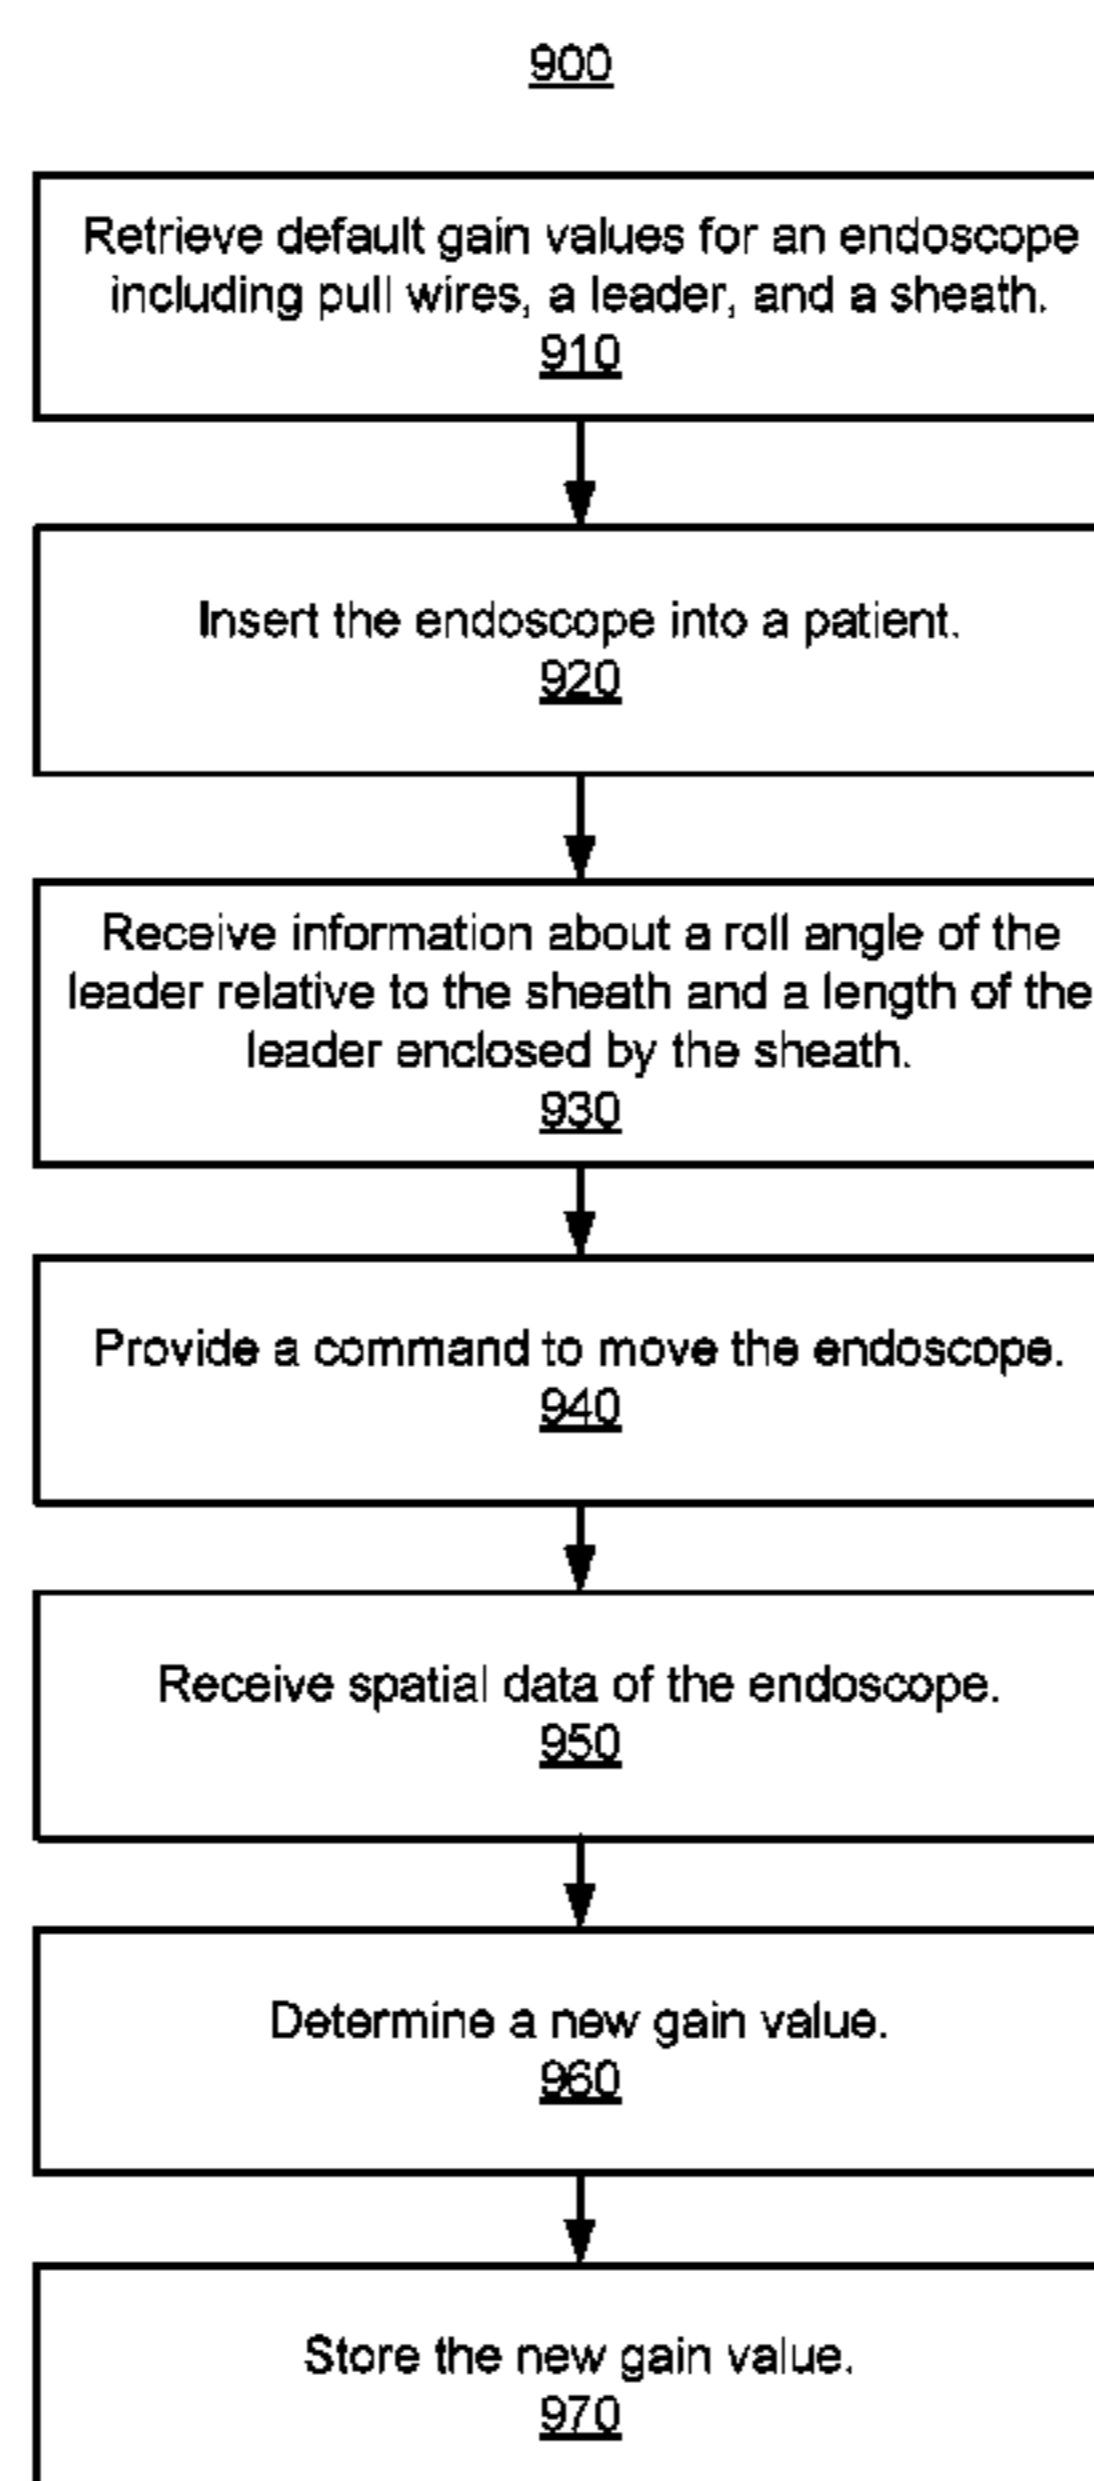 900
Retrieve default gain values for an endoscope
including pull wires, a leader, and a sheath.
910
Insert the endoscope into a patient.
920
Receive information about a roll angle of the
leader relative to the sheath and a length of the
leader enclosed by the sheath.
930
Provide a command to move the endoscope.
940
Receive spatial data of the endoscope.
950
Determine a new gain value.
960
Store the new gain value.
970